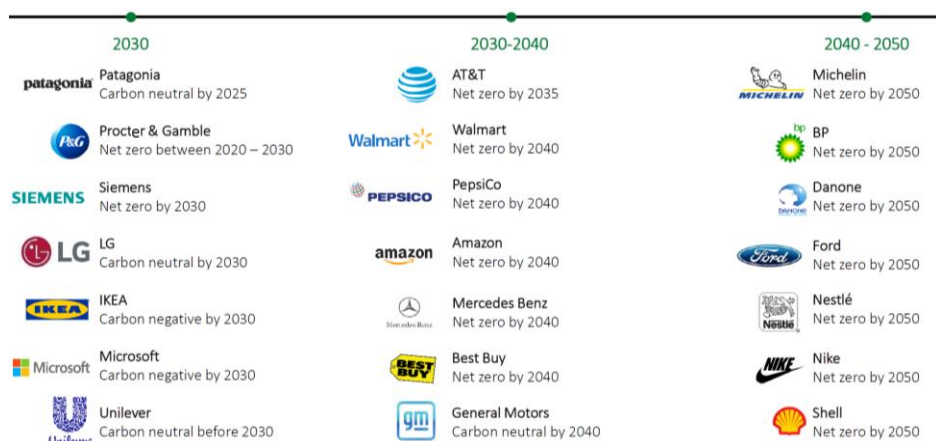 2030
2030-2040
2040 - 2050
patagonia
Patagonia
Carbon neutral by 2025
P&G
Procter & Gamble
Net zero between 2020 – 2030
SIEMENS
Siemens
Net zero by 2030
LG
LG
Carbon neutral by 2030
IKEA
IKEA
Carbon negative by 2030
Microsoft
Microsoft
Carbon negative by 2030
Unilever
Unilever
Carbon neutral before 2030
AT&T
Net zero by 2035
Walmart
Walmart
Net zero by 2040
PEPSICO
PepsiCo
Net zero by 2040
amazon
Amazon
Net zero by 2040
Mercedes-Benz
Mercedes Benz
Net zero by 2040
BEST
BUY
Best Buy
Net zero by 2040
gm
General Motors
Carbon neutral by 2040
MICHELIN
Michelin
Net zero by 2050
bp
BP
Net zero by 2050
DANONE
Danone
Net zero by 2050
Ford
Ford
Net zero by 2050
Nestlé
Nestlé
Net zero by 2050
NIKE
Nike
Net zero by 2050
Shell
Net zero by 2050